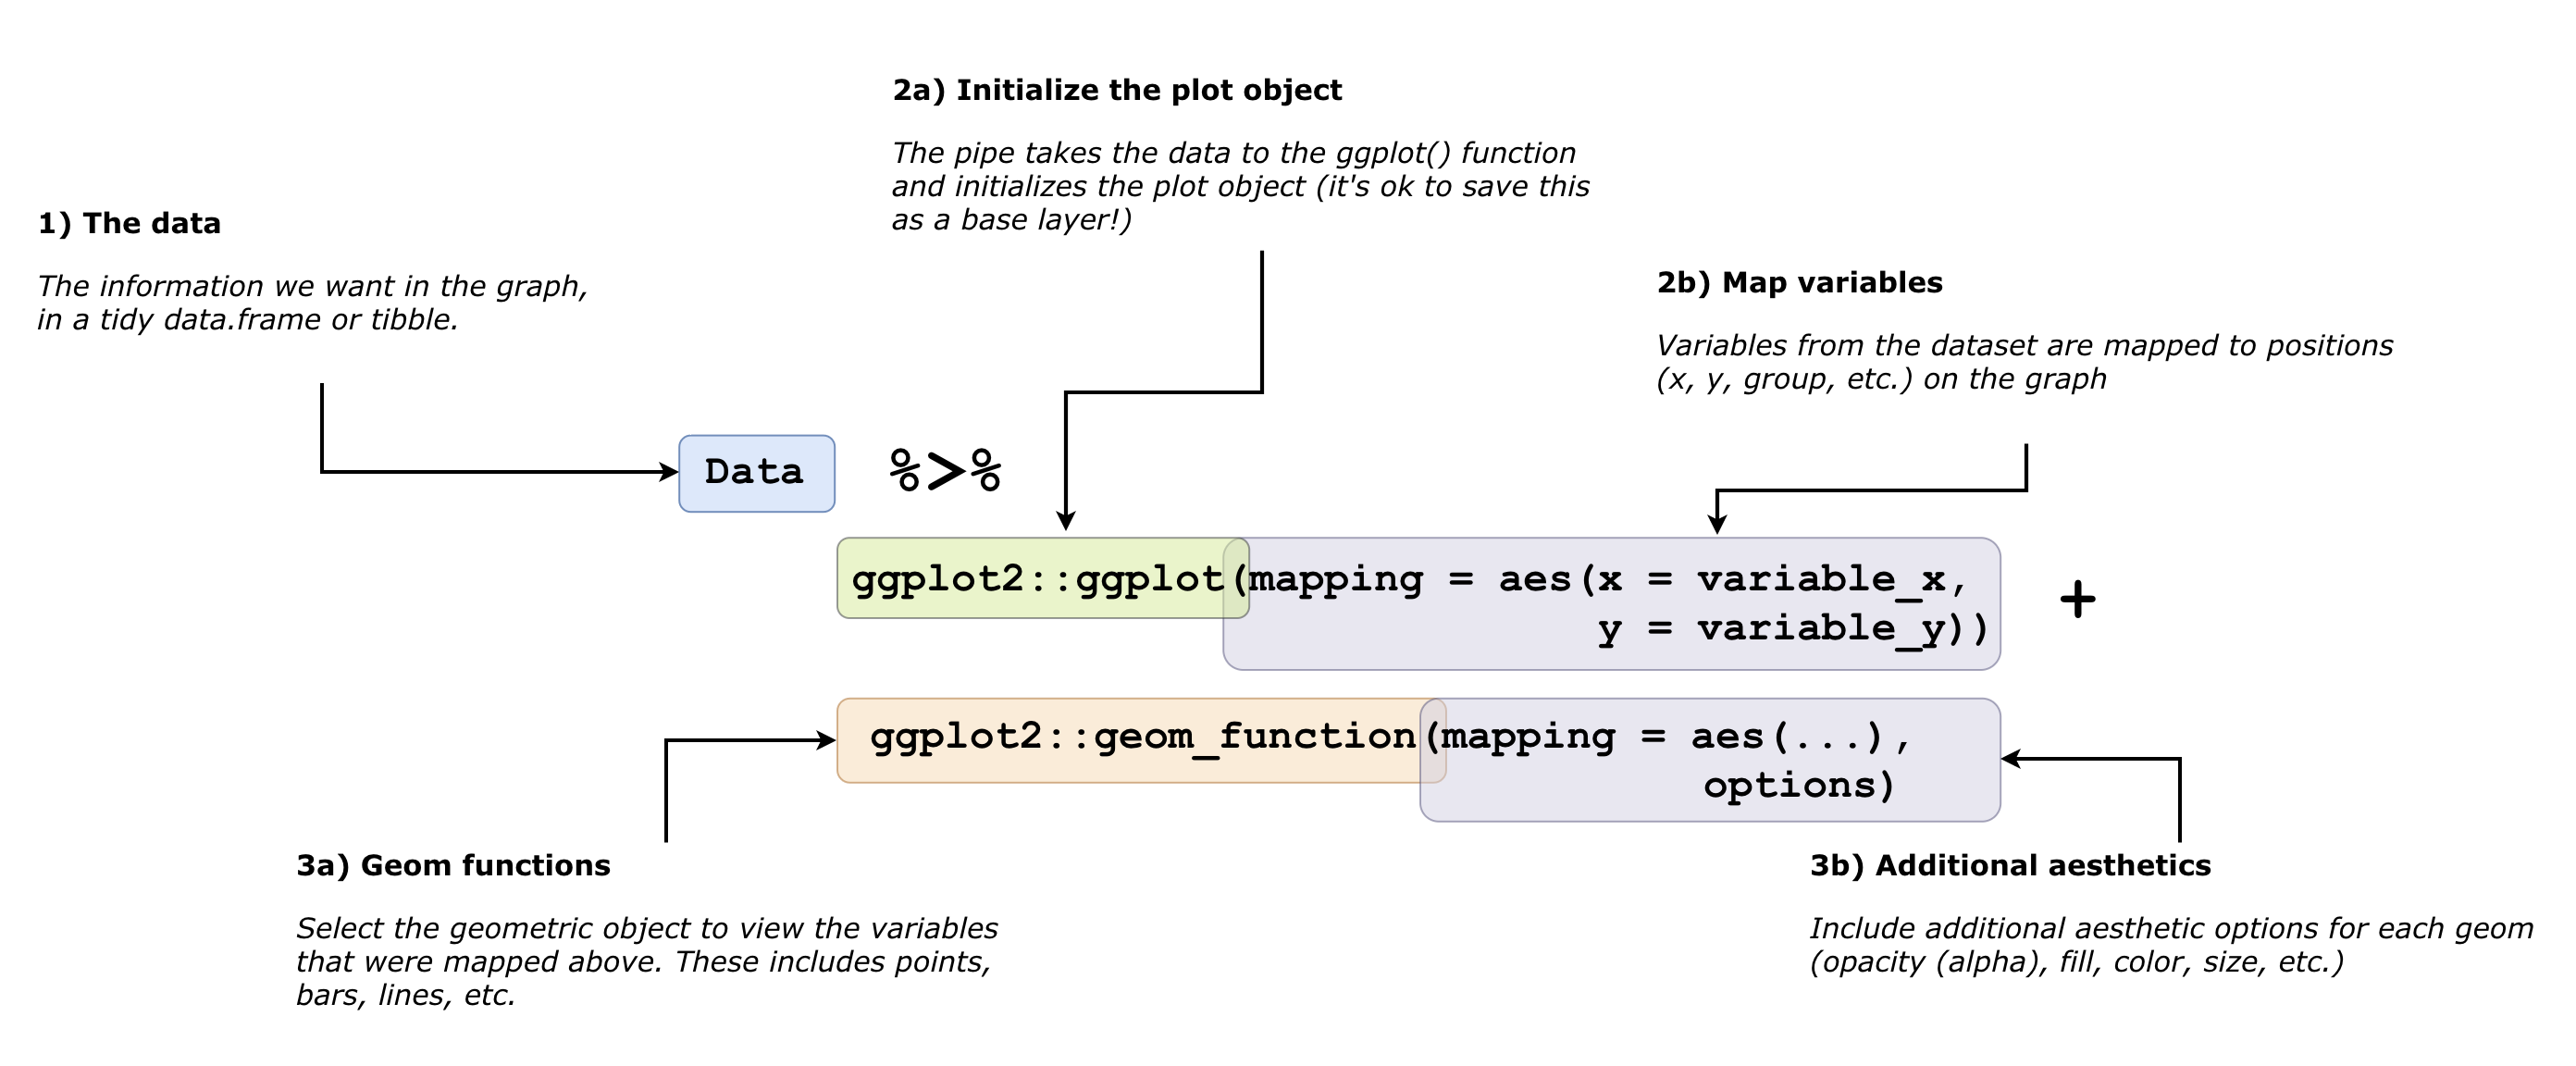 2a) Initialize the plot object
The pipe takes the data to the ggplot() function
and initializes the plot object (it's ok to save this
as a base layer!)
1) The data
The information we want in the graph,
in a tidy data.frame or tibble.
2b) Map variables
Variables from the dataset are mapped to positions
(x, y, group, etc.) on the graph
Data %>%
ggplot2::ggplot(mapping = aes(x = variable_x,
y = variable_y)) +
ggplot2::geom_function(mapping = aes(...),
options)
3a) Geom functions
Select the geometric object to view the variables
that were mapped above. These includes points,
bars, lines, etc.
3b) Additional aesthetics
Include additional aesthetic options for each geom
(opacity (alpha), fill, color, size, etc.)